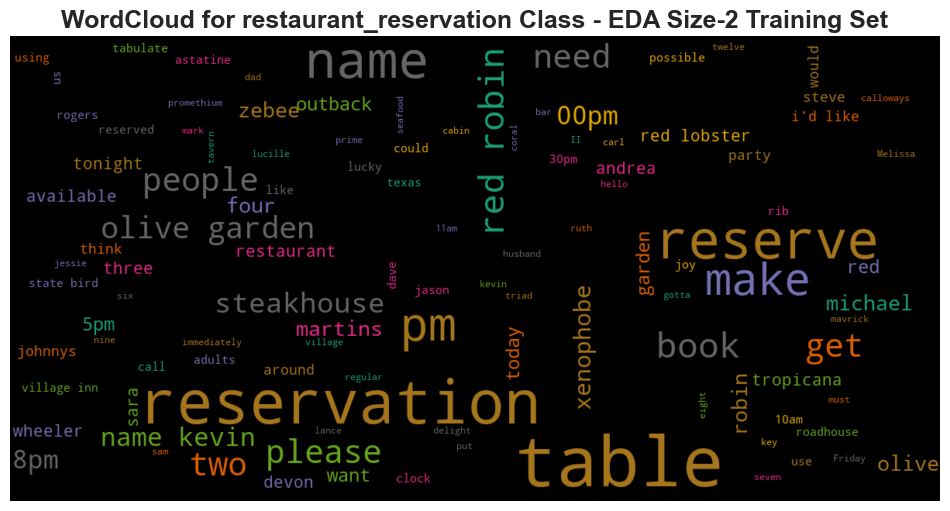 WordCloud for restaurant_reservation Class - EDA Size-2 Training Set
using
tabulate
astatine
us
dad
name
need
possible
twelve
would
rogers
promethium
zebee
outback
seafood
red robin
bar
00pm
steve
calloways
i'd like
reserved
mark
tavern
lucille
prime
could
cabin
coral
II
carl
red lobster
party
Melissa
tonight
people
like
lucky
texas
30pm
andrea
hello
available
four
olive garden
11am
ruth
rib
think
jessie
three
restaurant
husband
garden
reserve
state bird
six
steakhouse
dave
jason
kevin
triad
joy
gotta
make
red
michael
mavrick
5pm
nine
martins
pm
today
xenophobe
book
get
johnnys
call
immediately
adults
village
around
regular
village inn
sara
reservation
eight
robin
tropicana
must
10am
roadhouse
wheeler
name kevin
lance
delight
put
key
8pm
sam
two
please
devon
want
clock
table
seven
use
Friday
olive